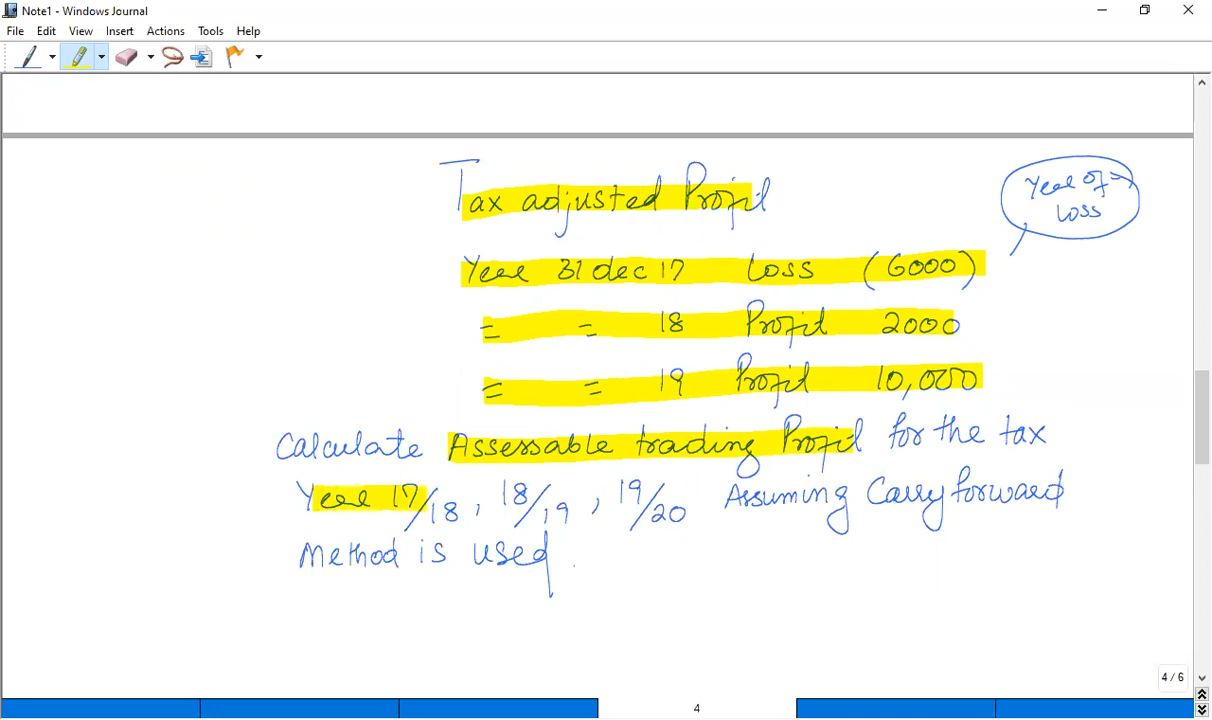 Note1 - Windows Journal
File Edit View Insert Actions Tools Help
Tax adjusted Profit
Year of
Loss
Year 31 dec 17 Loss (6000)
= = 18 Profit 2000
= = 19 Profit 10,000
Calculate Assessable trading Profit for the tax
Year 17/18, 18/19, 19/20 Assuming Carry forward
Method is used
4 / 6
4